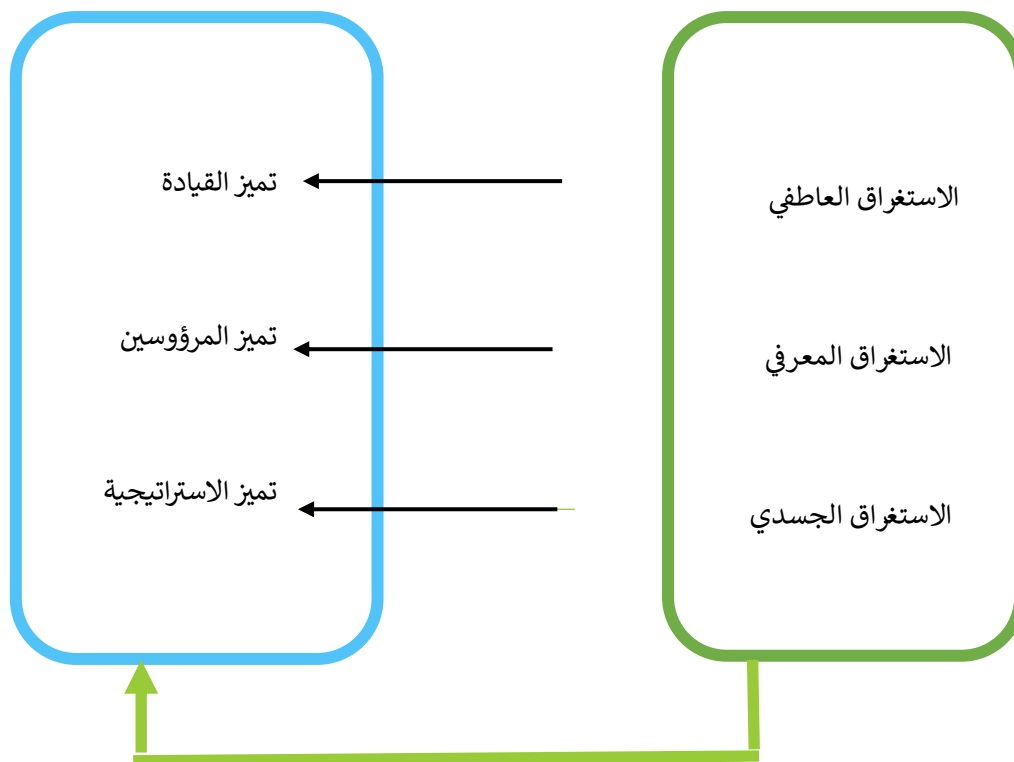 الاستغراق العاطفي
تميز القيادة
الاستغراق المعرفي
تميز المرؤوسين
الاستغراق الجسدي
تميز الاستراتيجية